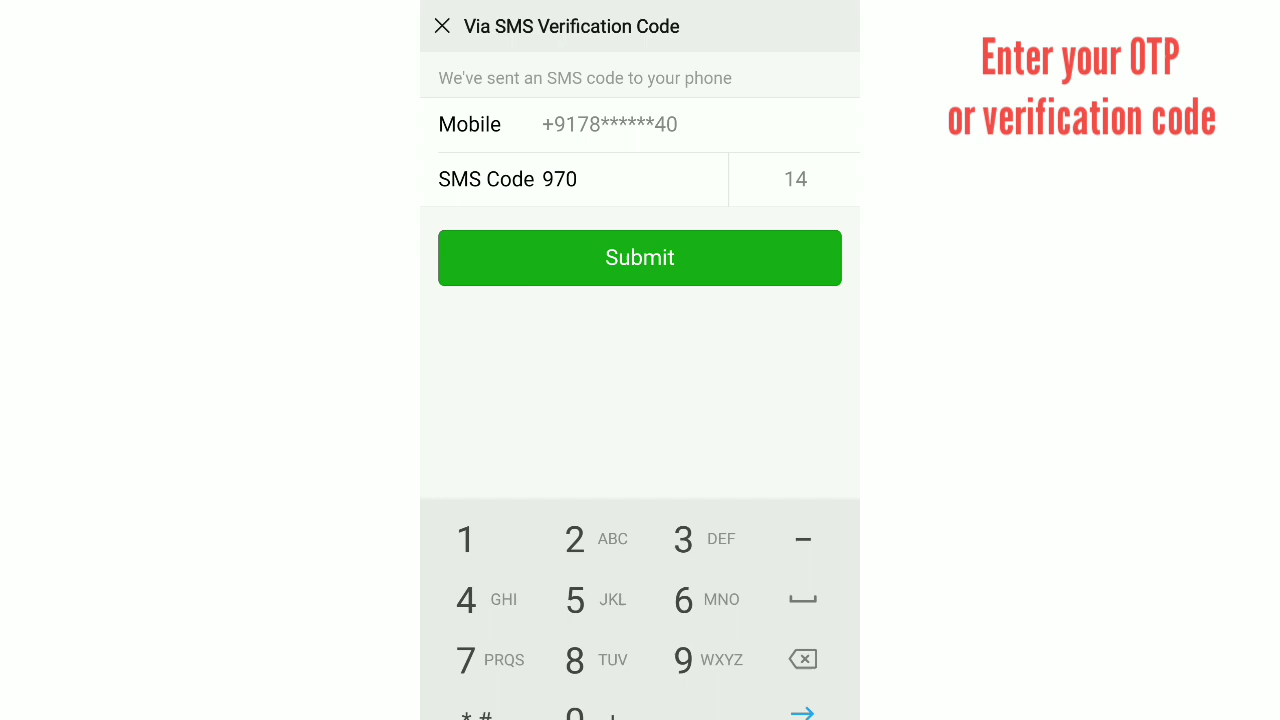 Via SMS Verification Code
We've sent an SMS code to your phone
Mobile +9178******40
SMS Code 970 14
Submit
Enter your OTP
or verification code
1 2 ABC 3 DEF –
4 GHI 5 JKL 6 MNO
7 PRQS 8 TUV 9 WXYZ
* # 0 +